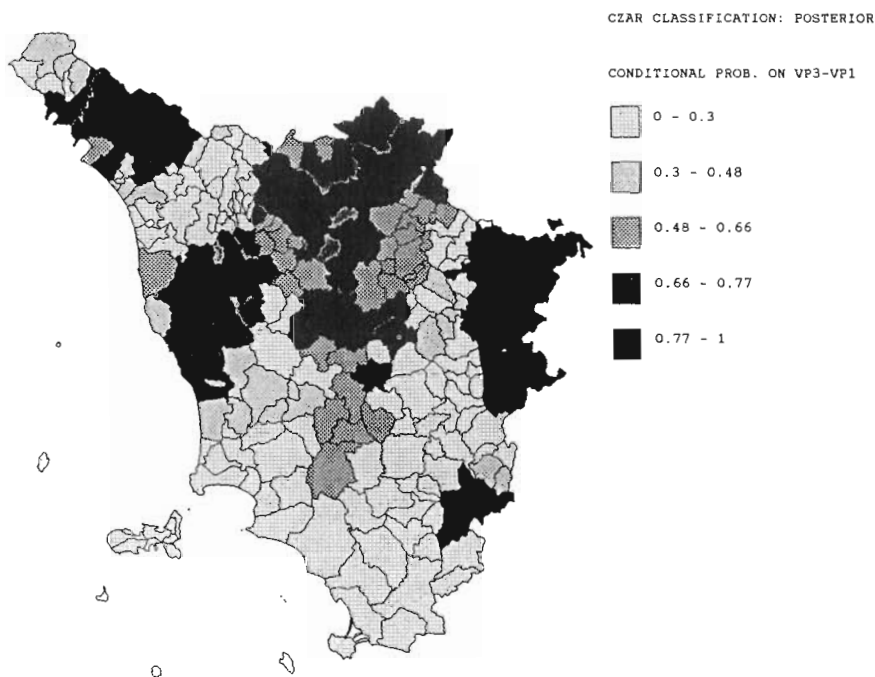 CZAR CLASSIFICATION: POSTERIOR
CONDITIONAL PROB. ON VP3-VP1
0 - 0.3
0.3 - 0.48
0.48 - 0.66
0.66 - 0.77
0.77 - 1